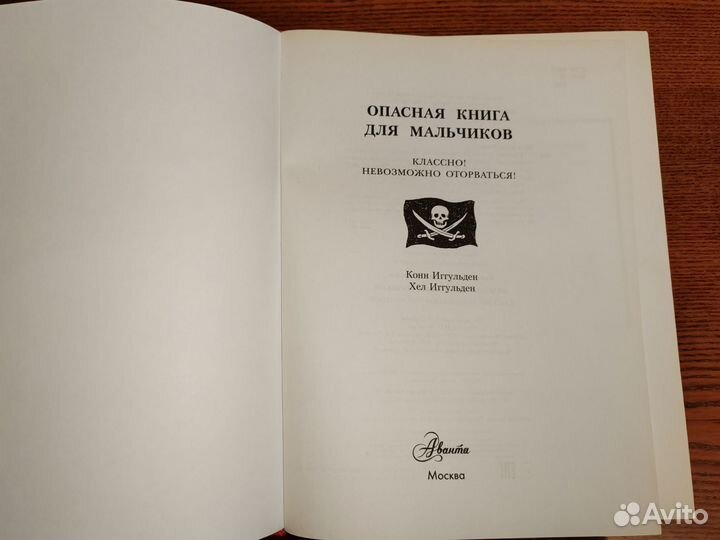 ОПАСНАЯ КНИГА
ДЛЯ МАЛЬЧИКОВ
КЛАССНО!
НЕВОЗМОЖНО ОТОРВАТЬСЯ!
Конн Иггульден
Хел Иггульден
Аванта
Москва
Avito